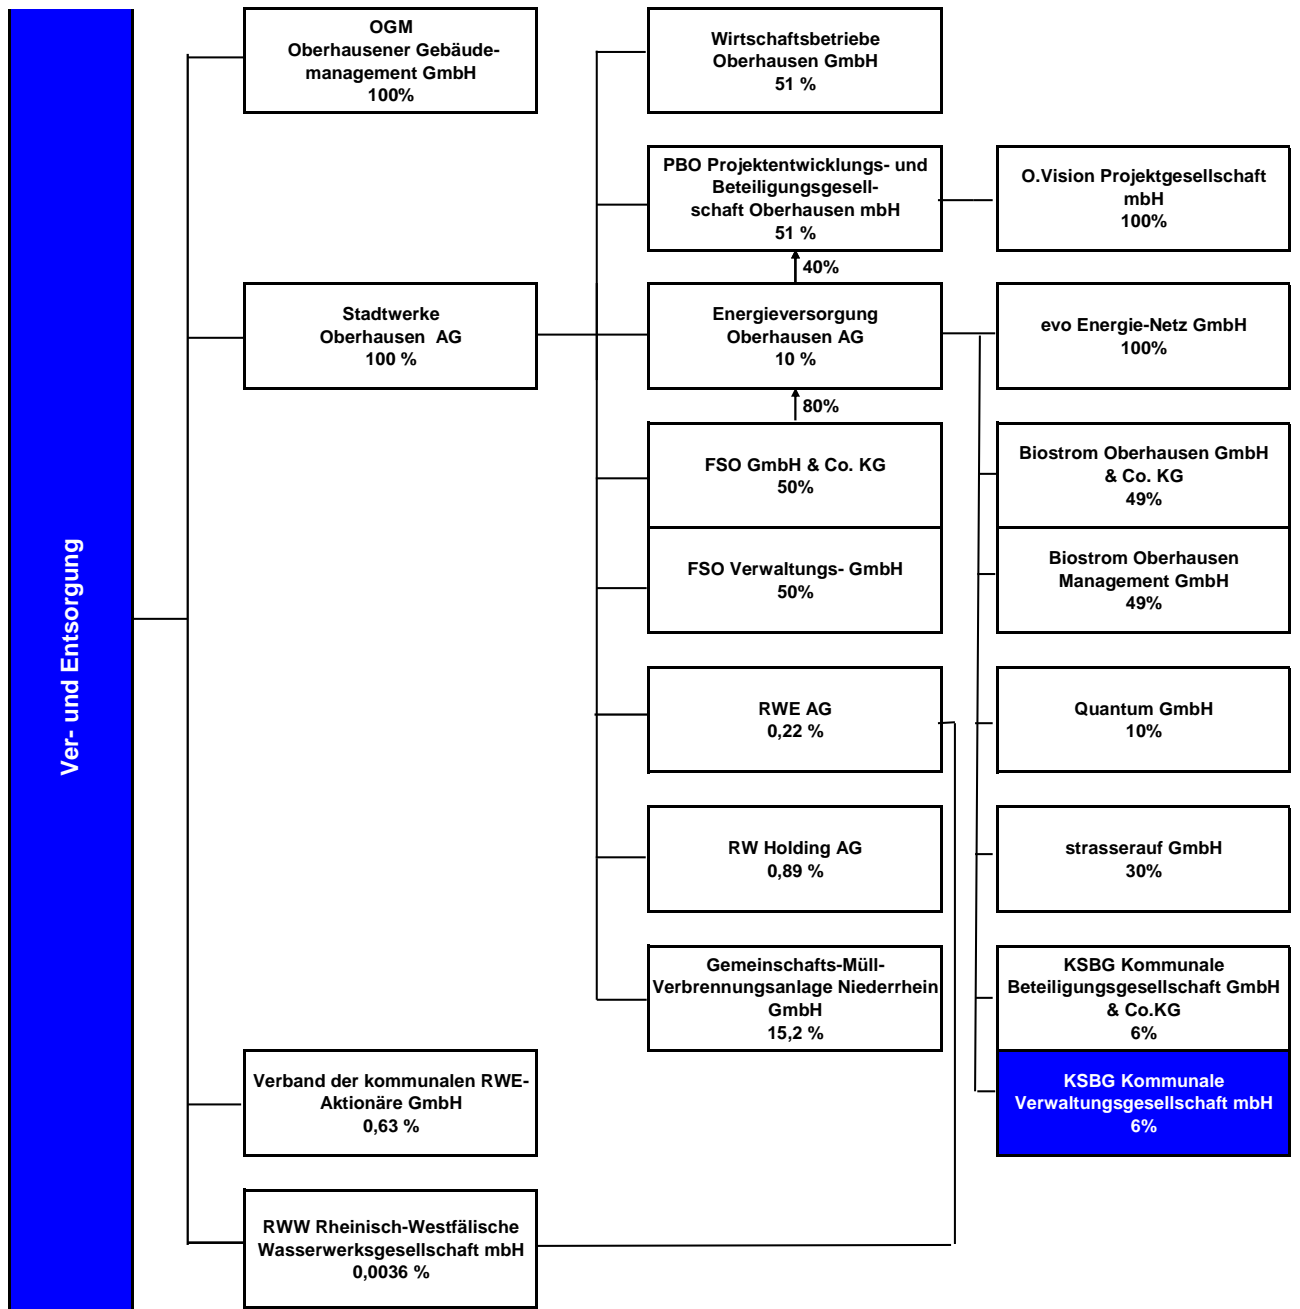 Ver- und Entsorgung
OGM
Oberhausener Gebäude-
management GmbH
100%
Stadtwerke
Oberhausen AG
100 %
Verband der kommunalen RWE-
Aktionäre GmbH
0,63 %
RWW Rheinisch-Westfälische
Wasserwerksgesellschaft mbH
0,0036 %
Wirtschaftsbetriebe
Oberhausen GmbH
51 %
PBO Projektentwicklungs- und
Beteiligungsgesell-
schaft Oberhausen mbH
51 %
40%
Energieversorgung
Oberhausen AG
10 %
80%
FSO GmbH & Co. KG
50%
FSO Verwaltungs- GmbH
50%
RWE AG
0,22 %
RW Holding AG
0,89 %
Gemeinschafts-Müll-
Verbrennungsanlage Niederrhein
GmbH
15,2 %
O.Vision Projektgesellschaft
mbH
100%
evo Energie-Netz GmbH
100%
Biostrom Oberhausen GmbH
& Co. KG
49%
Biostrom Oberhausen
Management GmbH
49%
Quantum GmbH
10%
strasserauf GmbH
30%
KSBG Kommunale
Beteiligungsgesellschaft GmbH
& Co.KG
6%
KSBG Kommunale
Verwaltungsgesellschaft mbH
6%